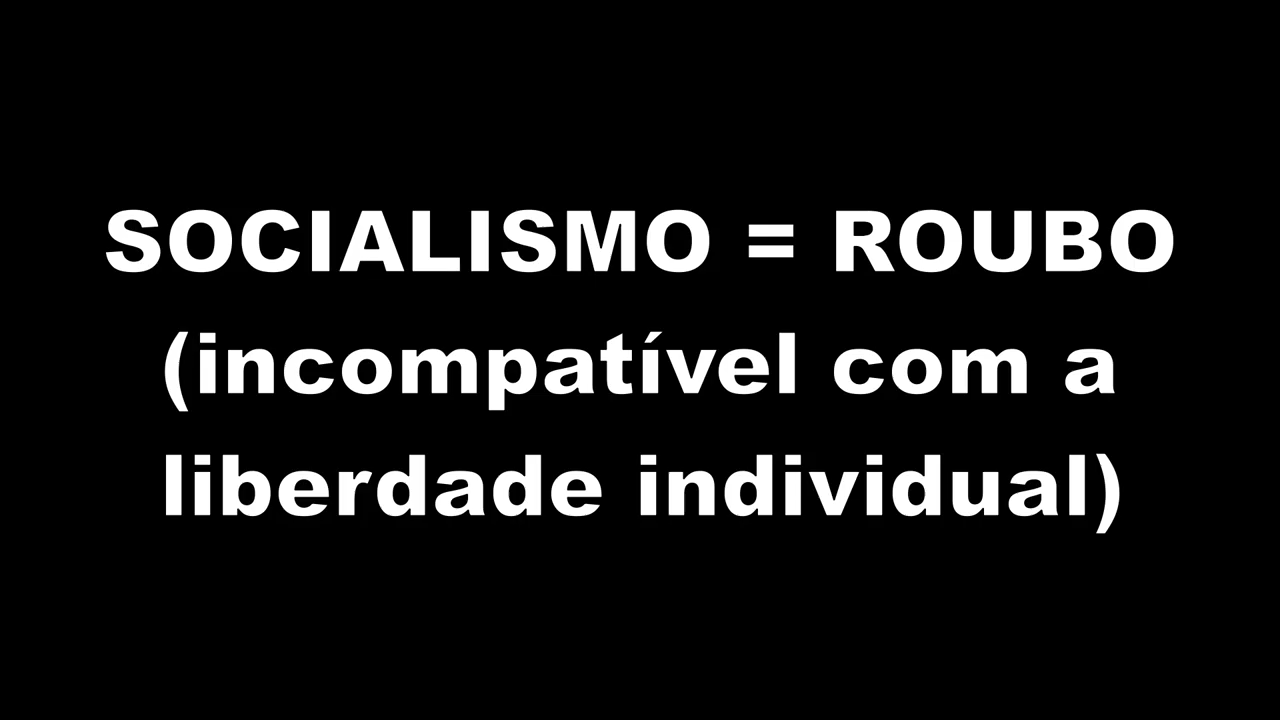 SOCIALISMO = ROUBO
(incompatível com a
liberdade individual)